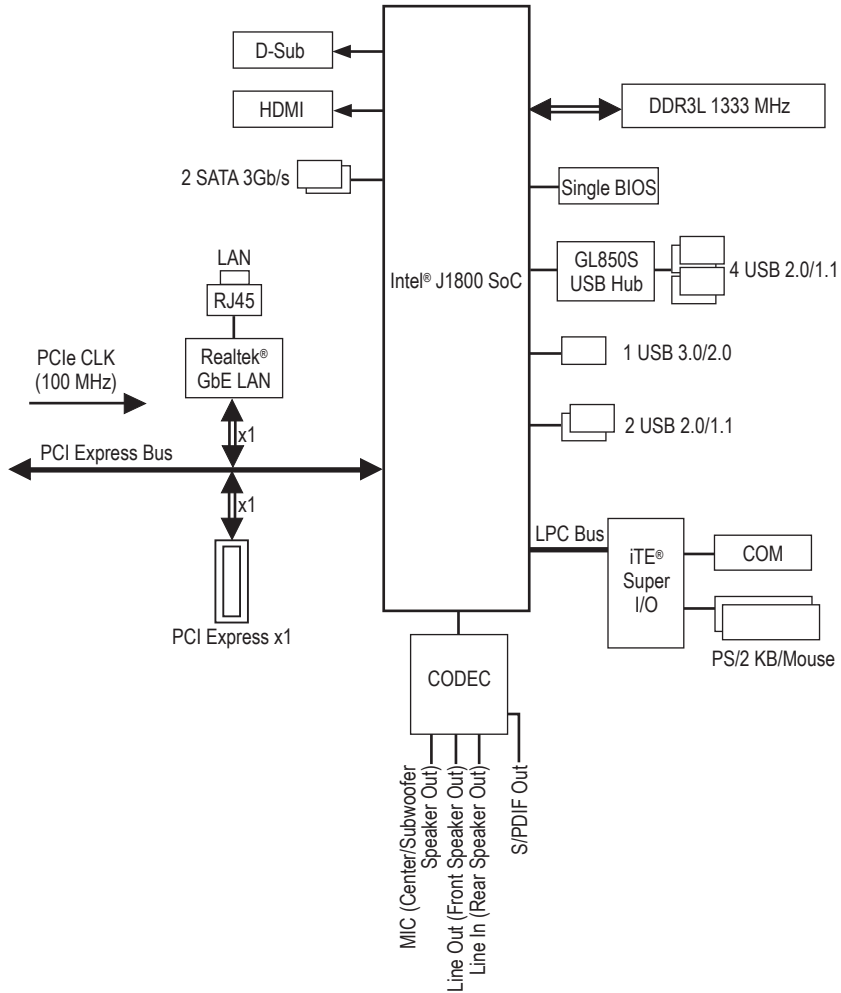 D-Sub
HDMI
2 SATA 3Gb/s
LAN
RJ45
Realtek®
GbE LAN
PCIe CLK
(100 MHz)
x1
PCI Express Bus
x1
PCI Express x1
Intel® J1800 SoC
DDR3L 1333 MHz
Single BIOS
GL850S
USB Hub
4 USB 2.0/1.1
1 USB 3.0/2.0
2 USB 2.0/1.1
LPC Bus
iTE®
Super
I/O
COM
PS/2 KB/Mouse
CODEC
MIC (Center/Subwoofer
Speaker Out)
Line Out (Front Speaker Out)
Line In (Rear Speaker Out)
S/PDIF Out